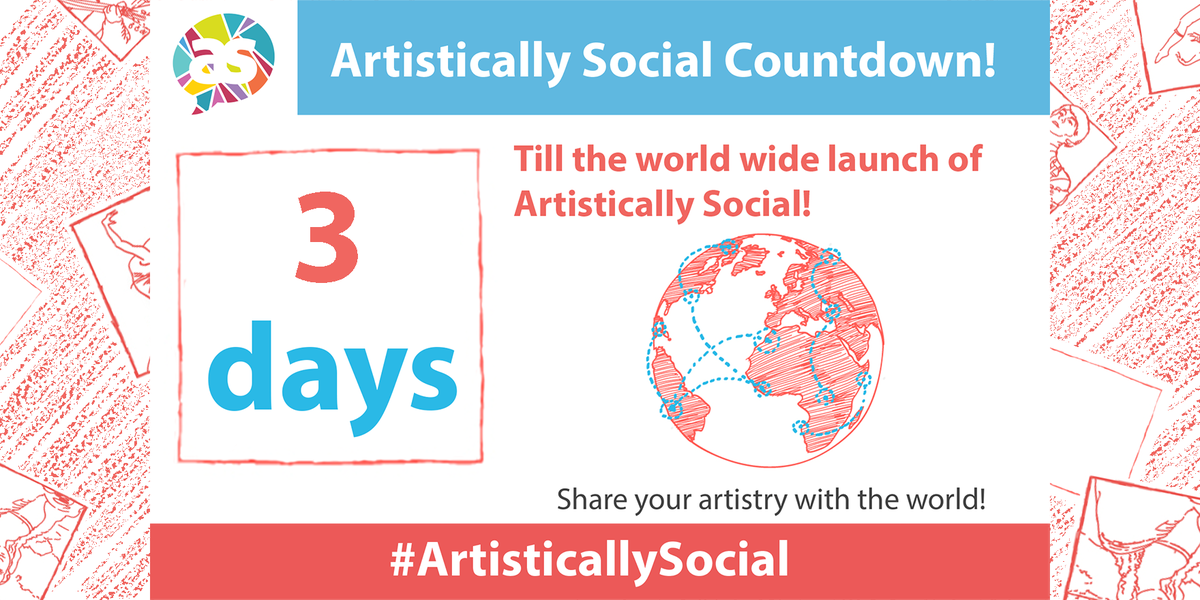 as
Artistically Social Countdown!
3
days
Till the world wide launch of
Artistically Social!
Share your artistry with the world!
#ArtisticallySocial